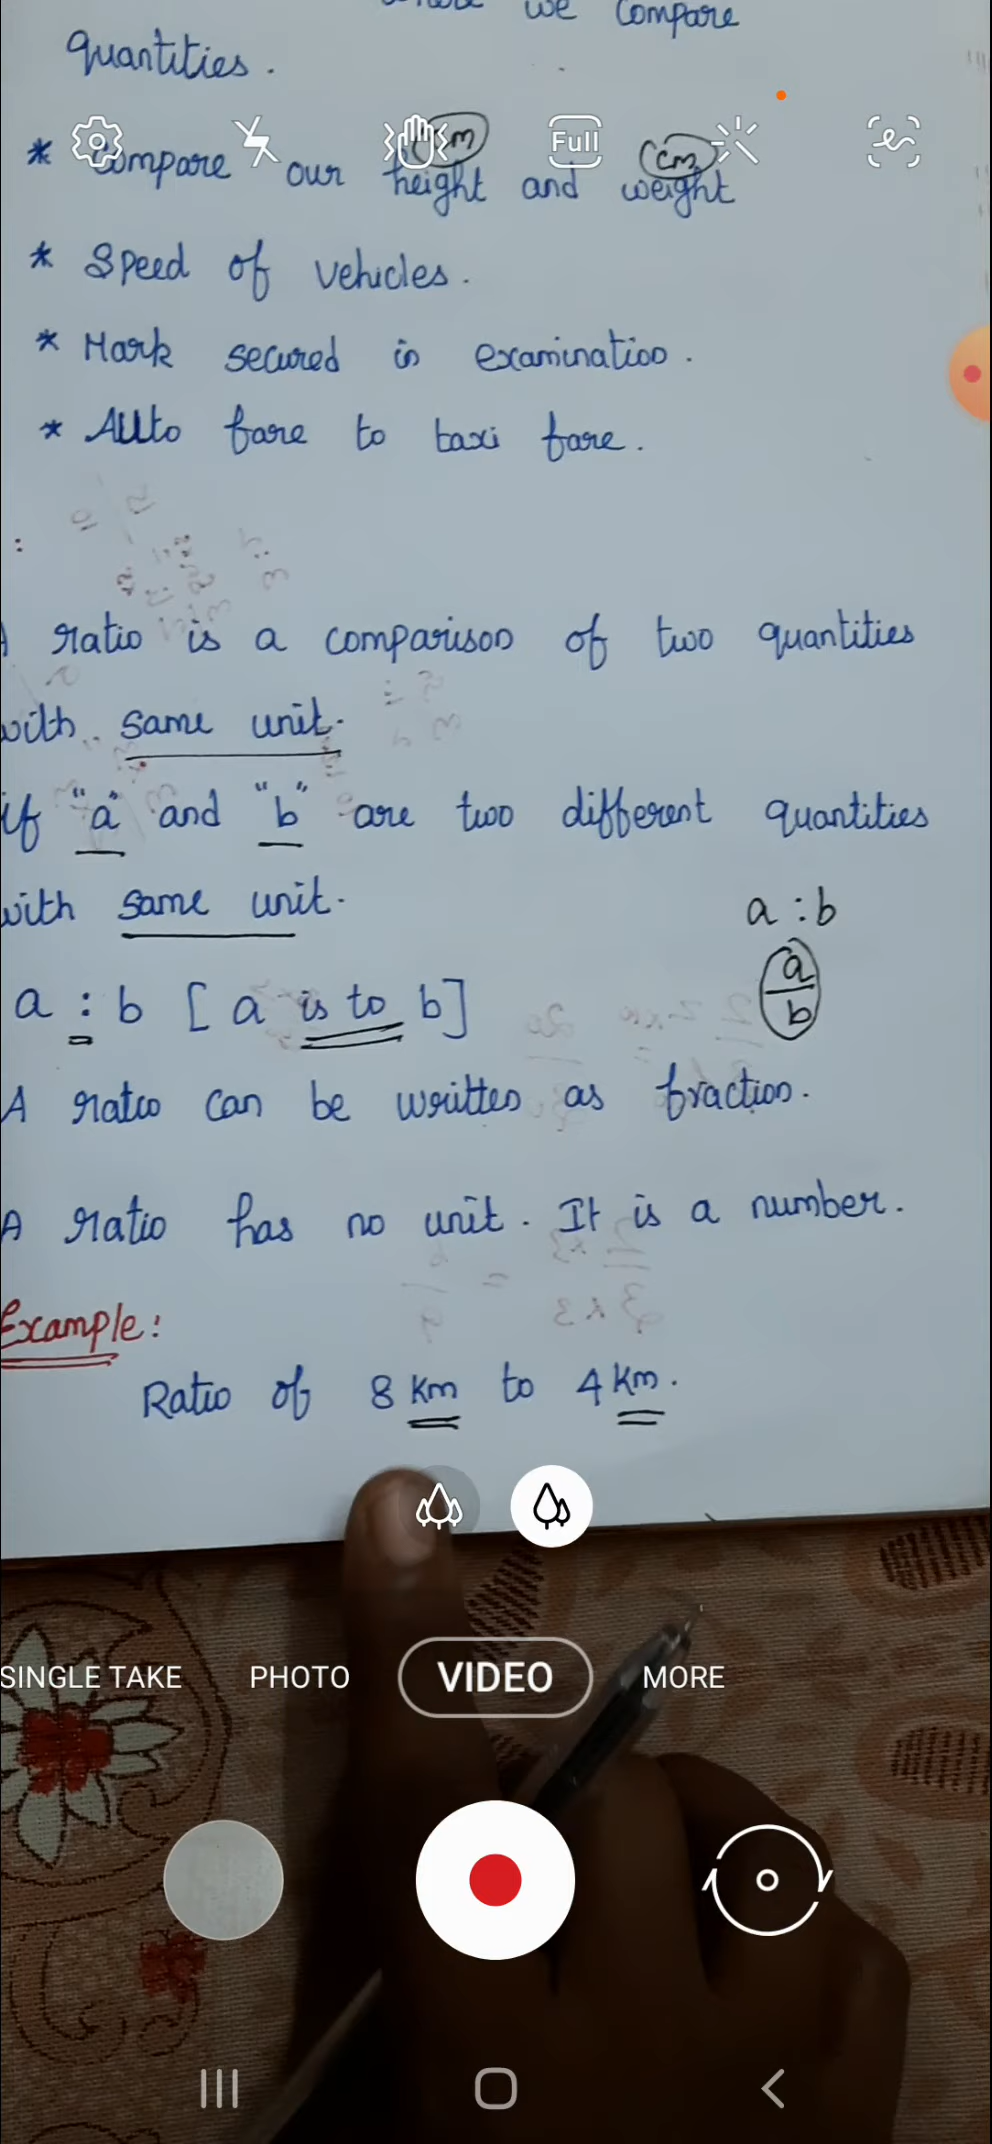 we compare
quantities.
Full
* Compare our height and weight
cm
* Speed of vehicles.
* Mark secured in examination.
* Auto fare to taxi fare.
:
ratio is a comparison of two quantities
with same unit.
if "a" and "b" are two different quantities
with same unit.
a : b
a
b
a : b [a is to b]
A ratio can be written as fraction.
A ratio has no unit. It is a number.
Example:
Ratio of 8 km to 4 km.
SINGLE TAKE PHOTO VIDEO MORE